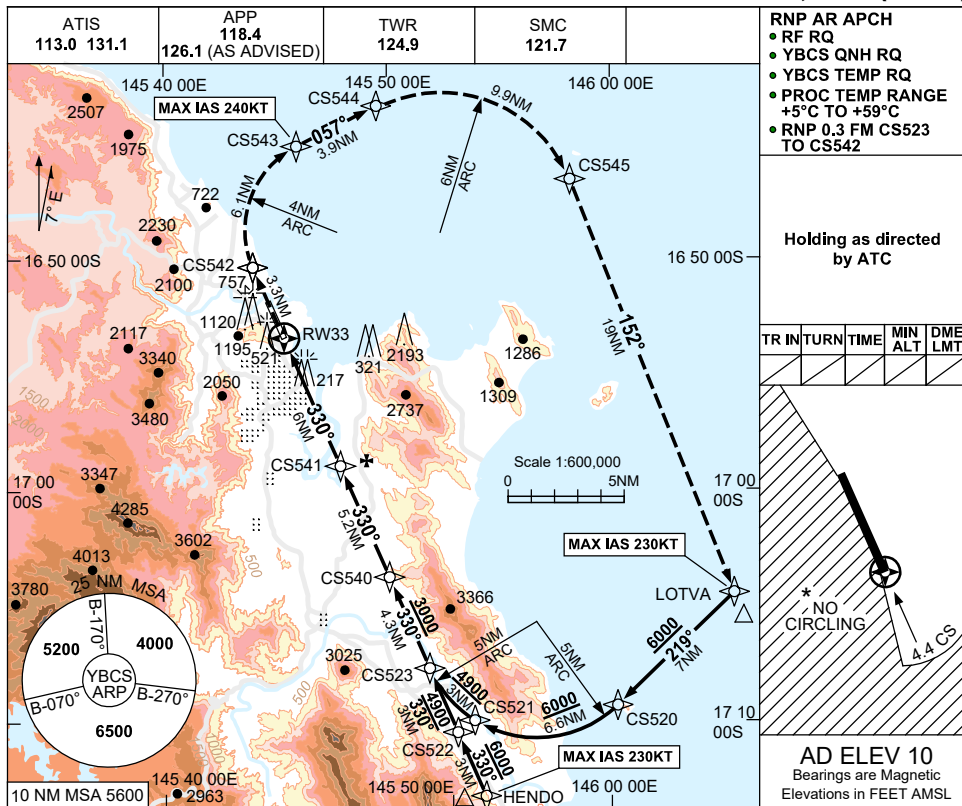 ATIS
113.0 131.1
APP
118.4
126.1 (AS ADVISED)
TWR
124.9
SMC
121.7
RNP AR APCH
• RF RQ
• YBCS QNH RQ
• YBCS TEMP RQ
• PROC TEMP RANGE
+5°C TO +59°C
• RNP 0.3 FM CS523
TO CS542
Holding as directed
by ATC
TR IN
TURN
TIME
MIN
ALT
DME
LMT
* NO
CIRCLING
4.4 CS
AD ELEV 10
Bearings are Magnetic
Elevations in FEET AMSL
145 40 00E
145 50 00E
146 00 00E
2507
1975
7° E
MAX IAS 240KT
CS543
CS544
057°
3.9NM
9.9NM
6NM
ARC
CS545
722
6.1NM
4NM
ARC
2230
2100
16 50 00S
16 50
00S
CS542
757
3.3NM
1120
1195
521
RW33
217
321
2193
2737
1286
1309
152°
19NM
2117
3340
3480
2050
1500
2000
330°
6NM
CS541
Scale 1:600,000
0
5NM
17 00
00S
17 00
00S
3347
4285
4013
3602
3780
500
330°
5.2NM
CS540
MAX IAS 230KT
LOTVA
3366
3000
330°
4.3NM
5NM
ARC
5NM
ARC
6000
219°
7NM
25 NM MSA
B-170°
5200
4000
YBCS
ARP
B-070°
B-270°
6500
3025
CS523
4900
3NM
CS521
6000
6.6NM
CS520
4900
330°
3NM
CS522
17 10
00S
500
1000
6000
330°
3NM
MAX IAS 230KT
HENDO
10 NM MSA 5600
145 40 00E
2963
145 50 00E
146 00 00E